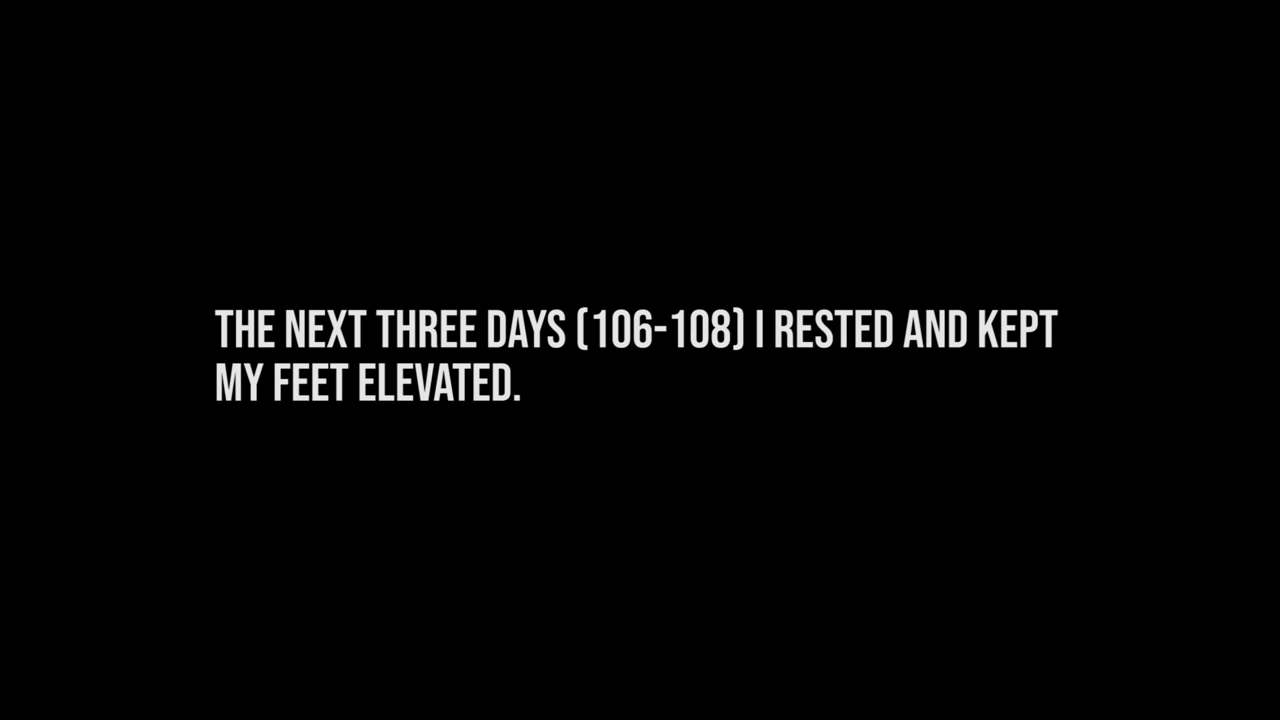 THE NEXT THREE DAYS (106-108) I RESTED AND KEPT
MY FEET ELEVATED.